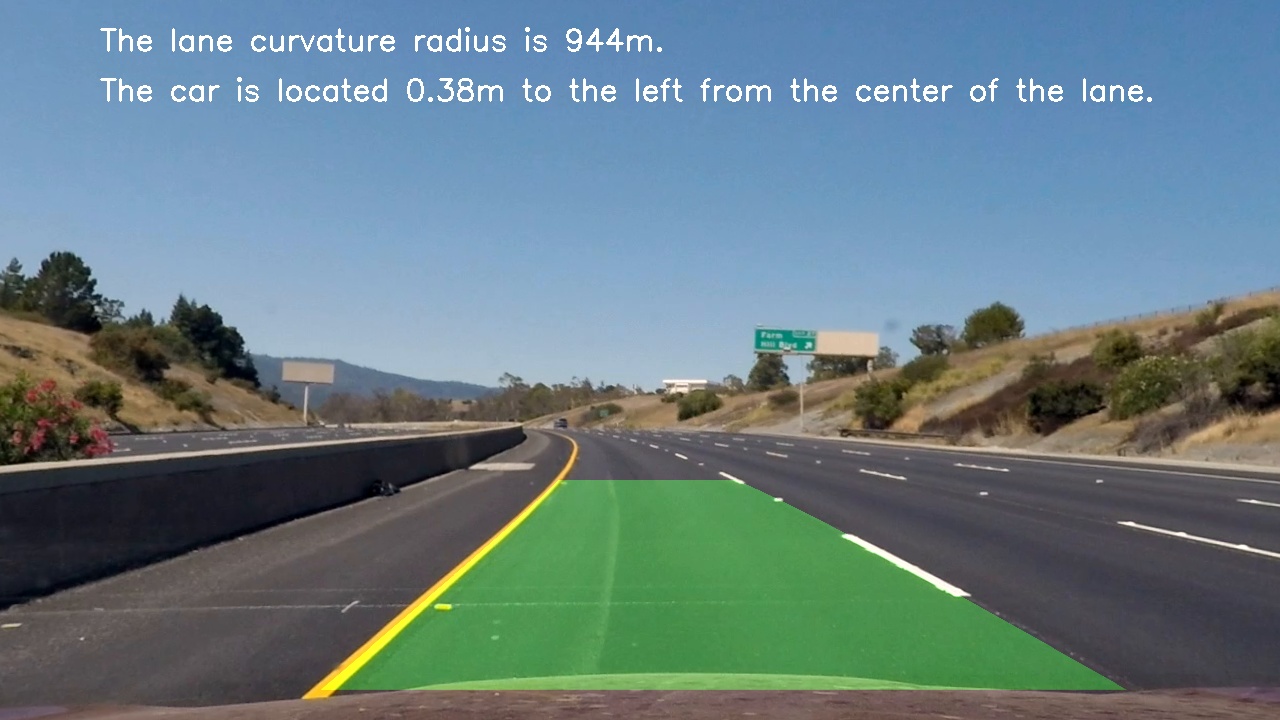 The lane curvature radius is 944m.
The car is located 0.38m to the left from the center of the lane.
Farm
Hill Blvd